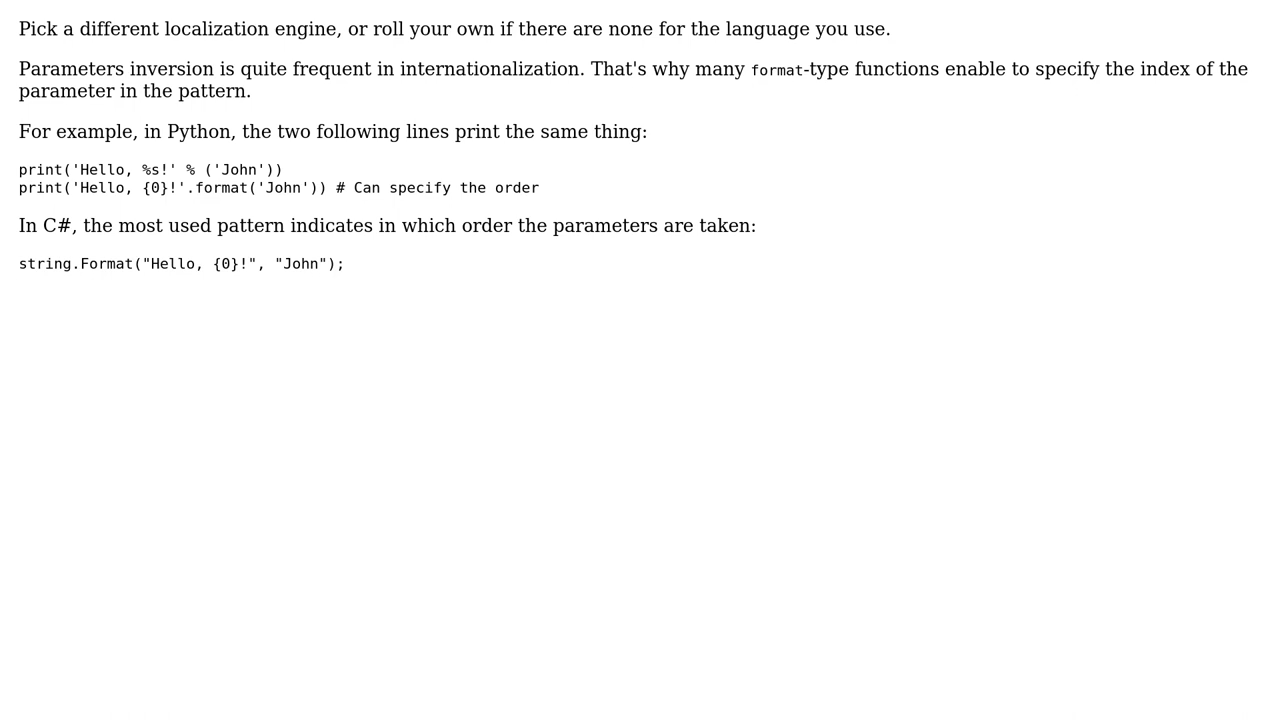 Pick a different localization engine, or roll your own if there are none for the language you use.
Parameters inversion is quite frequent in internationalization. That's why many format-type functions enable to specify the index of the
parameter in the pattern.
For example, in Python, the two following lines print the same thing:
print('Hello, %s!' % ('John'))
print('Hello, {0}!'.format('John')) # Can specify the order
In C#, the most used pattern indicates in which order the parameters are taken:
string.Format("Hello, {0}!", "John");